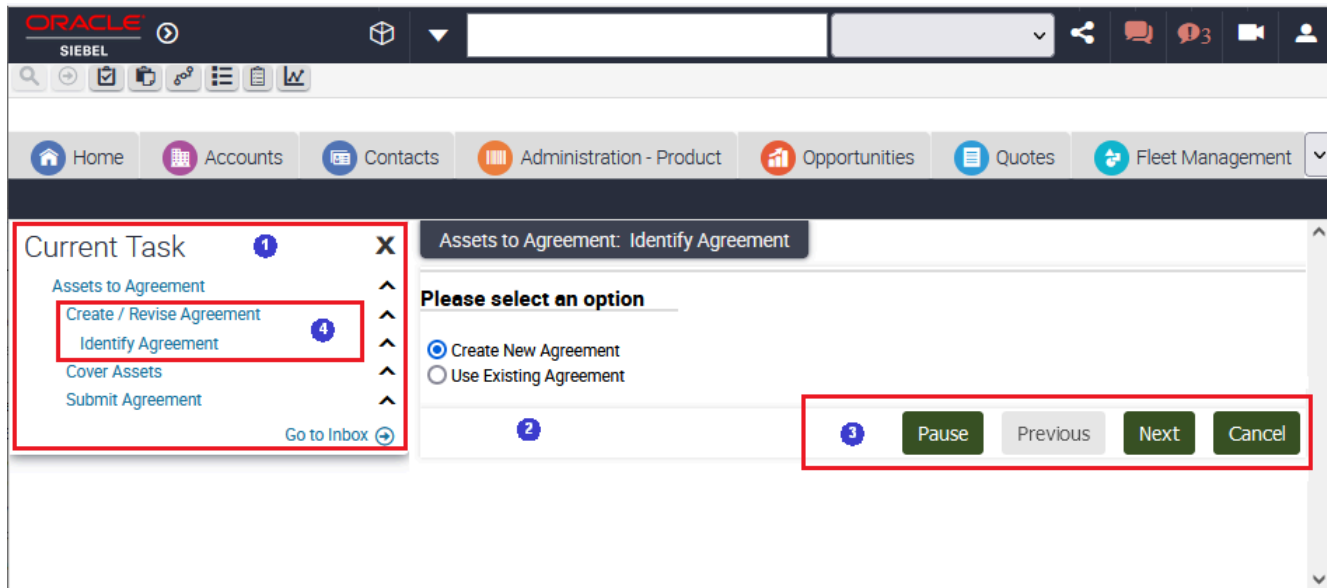 ORACLE
SIEBEL
3
Home Accounts Contacts Administration - Product Opportunities Quotes Fleet Management
Current Task 1 X
Assets to Agreement
Create / Revise Agreement
4
Identify Agreement
Cover Assets
Submit Agreement
Go to Inbox
Assets to Agreement: Identify Agreement
Please select an option
Create New Agreement
Use Existing Agreement
2
3 Pause Previous Next Cancel